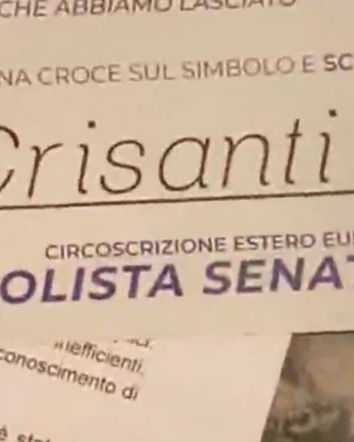 CHE ABBIAMO LASCIATO
NA CROCE SUL SIMBOLO E SC
Crisanti
CIRCOSCRIZIONE ESTERO EU
OLISTA SENAT
inefficienti,
conoscimento di